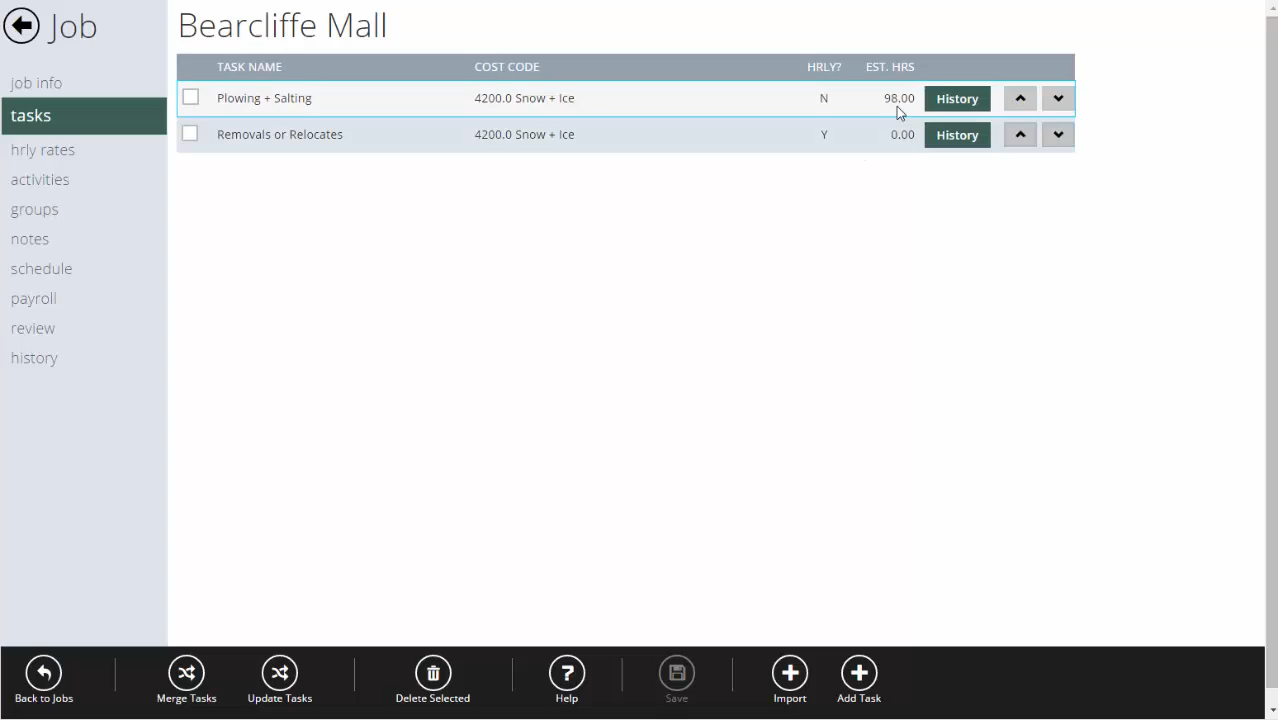 Job
Bearcliffe Mall
job info
tasks
hrly rates
activities
groups
notes
schedule
payroll
review
history
TASK NAME COST CODE HRLY? EST. HRS
Plowing + Salting 4200.0 Snow + Ice N 98.00 History
Removals or Relocates 4200.0 Snow + Ice Y 0.00 History
Back to Jobs Merge Tasks Update Tasks Delete Selected ? Help Save Import Add Task